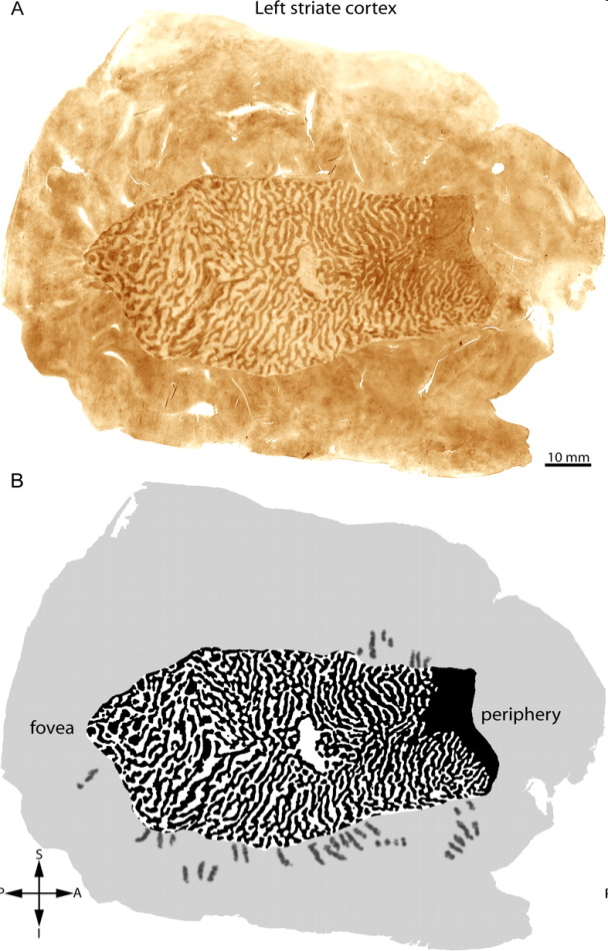 A
Left striate cortex
10 mm
B
fovea
periphery
S
P
A
I